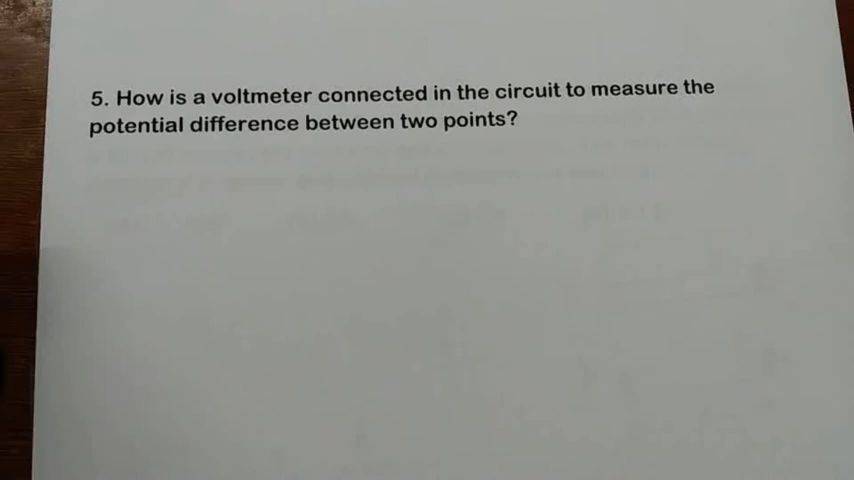 5. How is a voltmeter connected in the circuit to measure the
potential difference between two points?